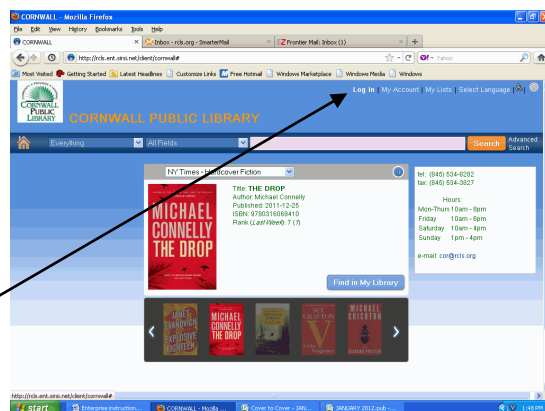 CORNWALL - Mozilla Firefox
File Edit View History Bookmarks Tools Help
CORNWALL × Inbox - rcls.org - SmarterMail × Frontier Mail: Inbox (1) × +
http://rcls.ent.sirsi.net/client/cornwall# Yahoo
Most Visited Getting Started Latest Headlines Customize Links Free Hotmail Windows Marketplace Windows Media Windows
Log In | My Account | My Lists | Select Language
CORNWALL
PUBLIC
LIBRARY
CORNWALL PUBLIC LIBRARY
Everything All Fields Search Advanced Search
NY Times - Hardcover Fiction
MICHAEL
CONNELLY
THE DROP
Title: THE DROP
Author: Michael Connelly
Published: 2011-12-25
ISBN: 9780316069410
Rank (Last Week): 7 (7)
Find in My Library
tel: (845) 534-8282
fax: (845) 534-3827
Hours:
Mon-Thurs 10am - 8pm
Friday 10am - 6pm
Saturday 10am - 4pm
Sunday 1pm - 4pm
e-mail: cor@rcls.org
JANET
EVANOVICH
EXPLOSIVE
EIGHTEEN
MICHAEL
CONNELLY
THE DROP
SUE
GRAFTON
V
MICHAEL
CRICHTON
http://rcls.ent.sirsi.net/client/cornwall#
start Enterprise instruction... CORNWALL - Mozilla ... Cover to Cover - JAN... JANUARY 2012.pub -... 1:48 PM